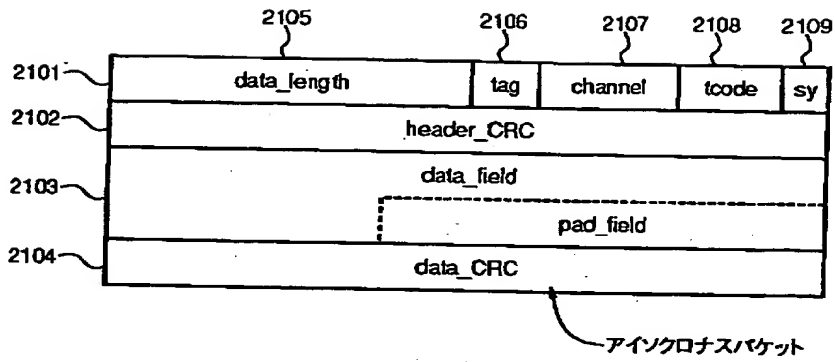 2105 2106 2107 2108 2109
2101 data_length tag channel tcode sy
2102 header_CRC
2103 data_field
pad_field
2104 data_CRC
アイソクロナスパケット